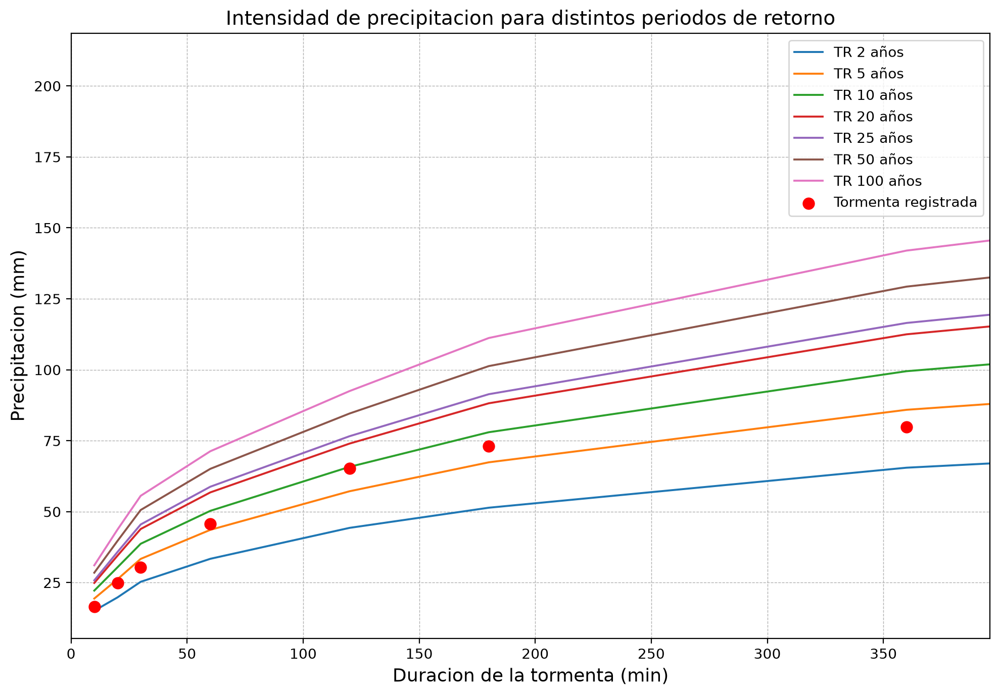 Intensidad de precipitacion para distintos periodos de retorno
TR 2 años
TR 5 años
TR 10 años
TR 20 años
TR 25 años
TR 50 años
TR 100 años
Tormenta registrada
Precipitacion (mm)
200
175
150
125
100
75
50
25
0
50
100
150
200
250
300
350
Duracion de la tormenta (min)